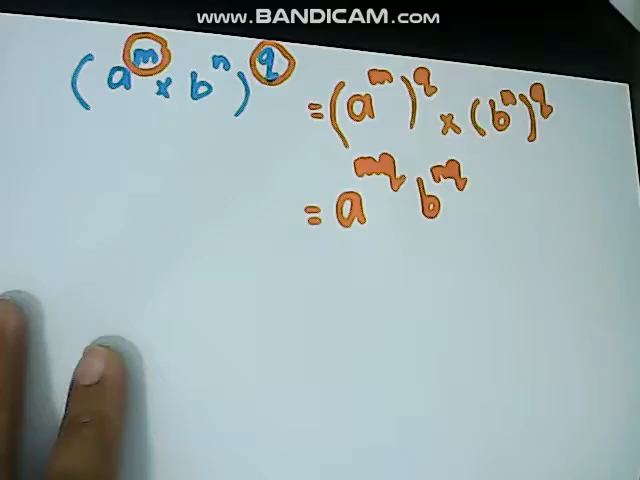 www.BANDICAM.com
(a^m × b^n)^q = (a^m)^q × (b^n)^q
= a^mq b^nq